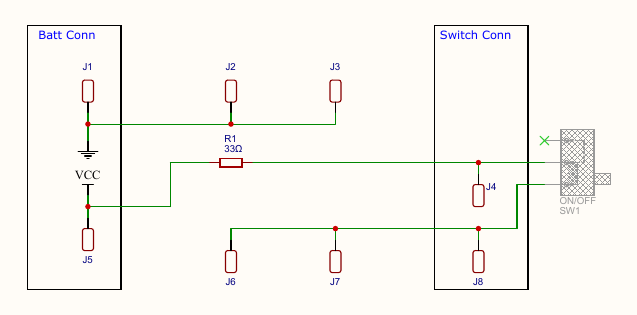 Batt Conn
Switch Conn
J1
J2
J3
R1
33Ω
VCC
J4
ON/OFF
SW1
J5
J6
J7
J8